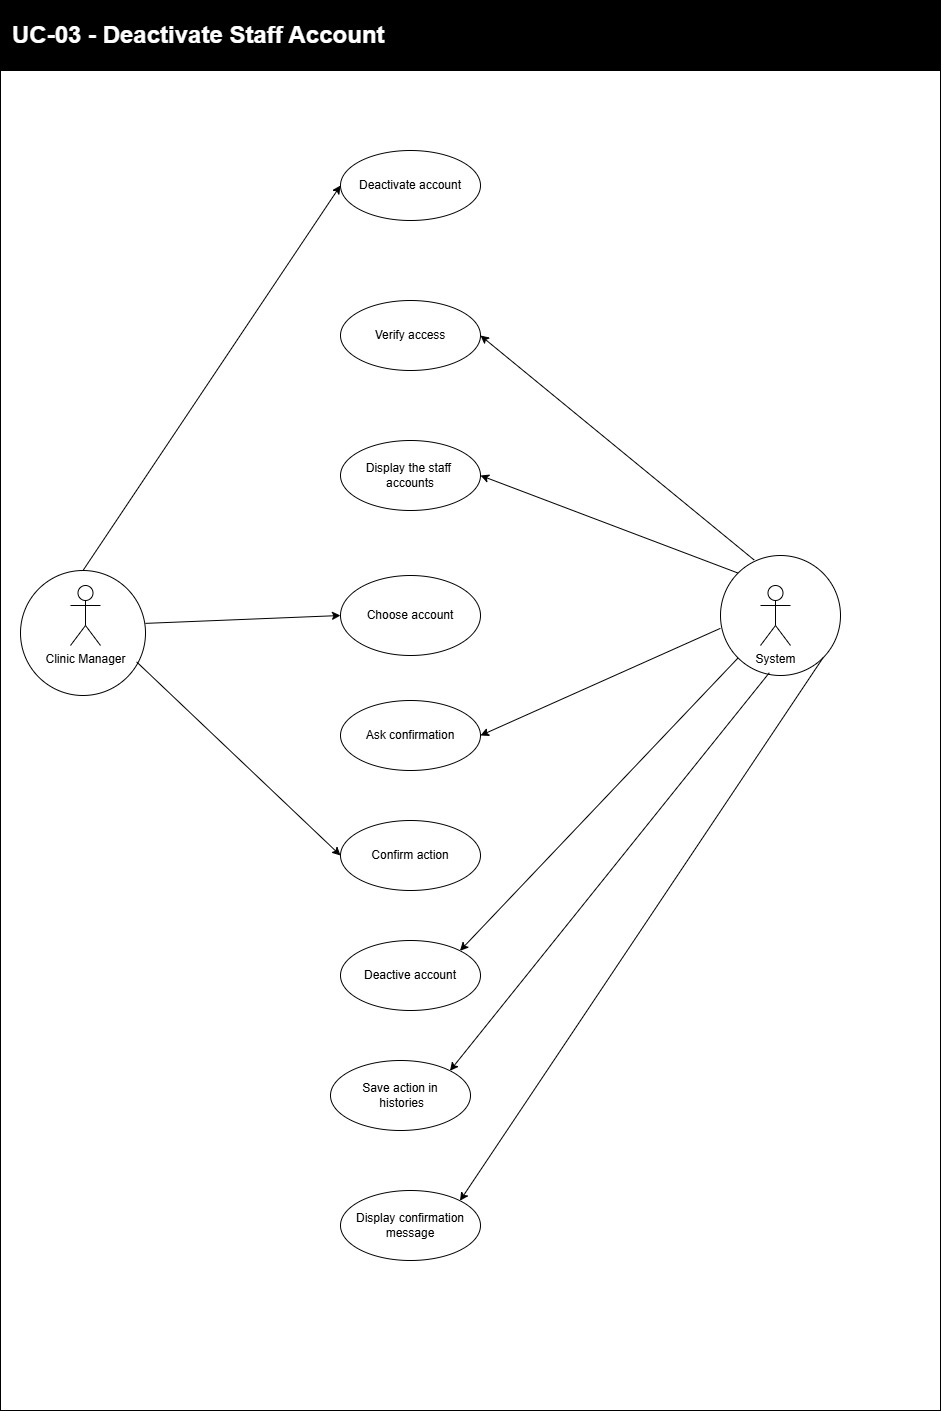 UC-03 - Deactivate Staff Account
Deactivate account
Verify access
Display the staff
accounts
Choose account
Clinic Manager
System
Ask confirmation
Confirm action
Deactive account
Save action in
histories
Display confirmation
message